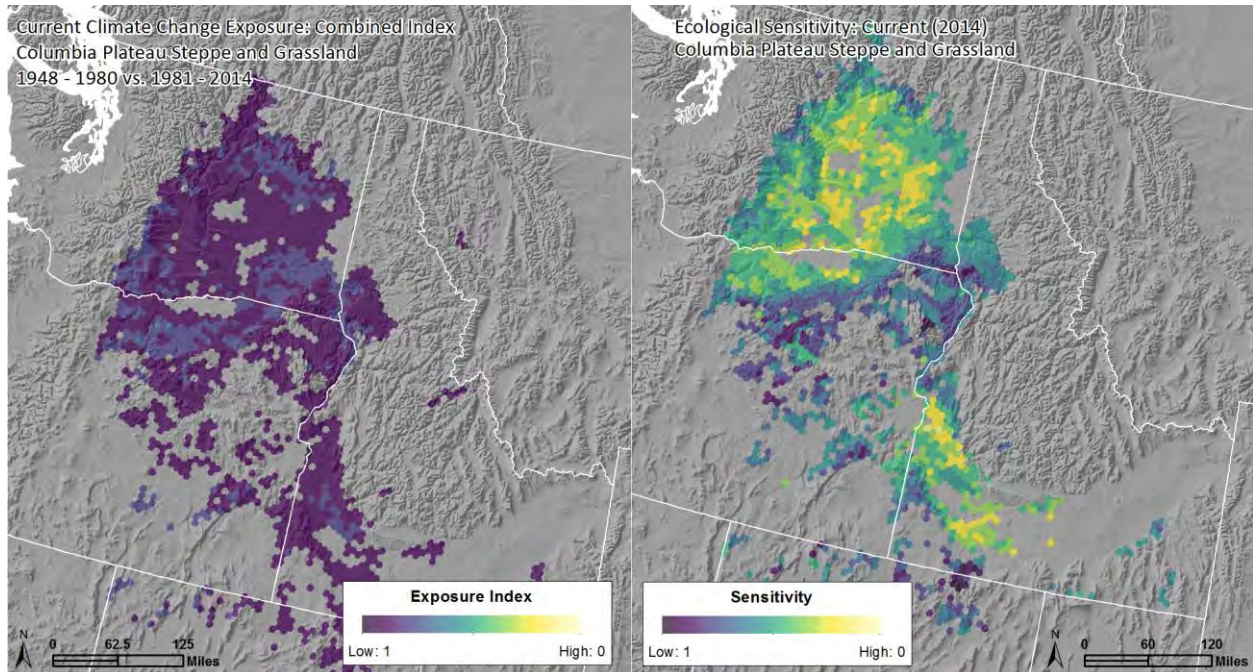 Current Climate Change Exposure: Combined Index
Columbia Plateau Steppe and Grassland
1948 - 1980 vs. 1981 - 2014
Exposure Index
Low: 1 High: 0
N
0 62.5 125
Miles
Ecological Sensitivity: Current (2014)
Columbia Plateau Steppe and Grassland
Sensitivity
Low: 1 High: 0
N
0 60 120
Miles